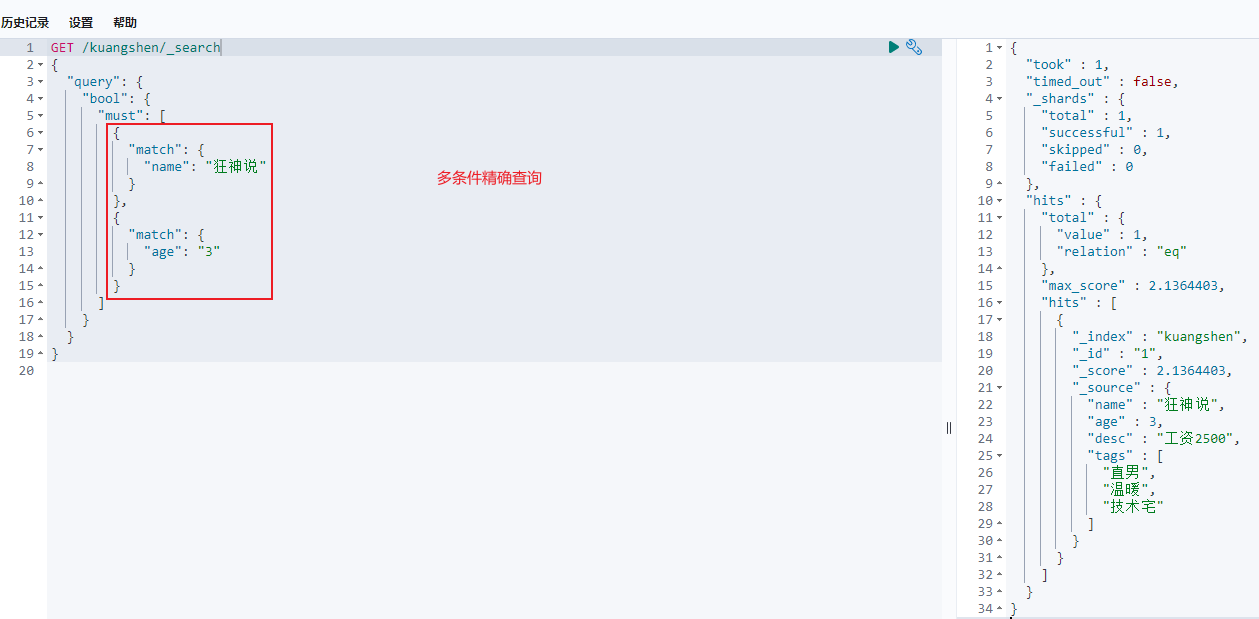 历史记录 设置 帮助
1 GET /kuangshen/_search
2 {
3 "query": {
4 "bool": {
5 "must": [
6 {
7 "match": {
8 "name": "狂神说"
9 }
10 },
11 {
12 "match": {
13 "age": "3"
14 }
15 }
16 ]
17 }
18 }
19 }
20
多条件精确查询
1 {
2 "took" : 1,
3 "timed_out" : false,
4 "_shards" : {
5 "total" : 1,
6 "successful" : 1,
7 "skipped" : 0,
8 "failed" : 0
9 },
10 "hits" : {
11 "total" : {
12 "value" : 1,
13 "relation" : "eq"
14 },
15 "max_score" : 2.1364403,
16 "hits" : [
17 {
18 "_index" : "kuangshen",
19 "_id" : "1",
20 "_score" : 2.1364403,
21 "_source" : {
22 "name" : "狂神说",
23 "age" : 3,
24 "desc" : "工资2500",
25 "tags" : [
26 "直男",
27 "温暖",
28 "技术宅"
29 ]
30 }
31 }
32 ]
33 }
34 }